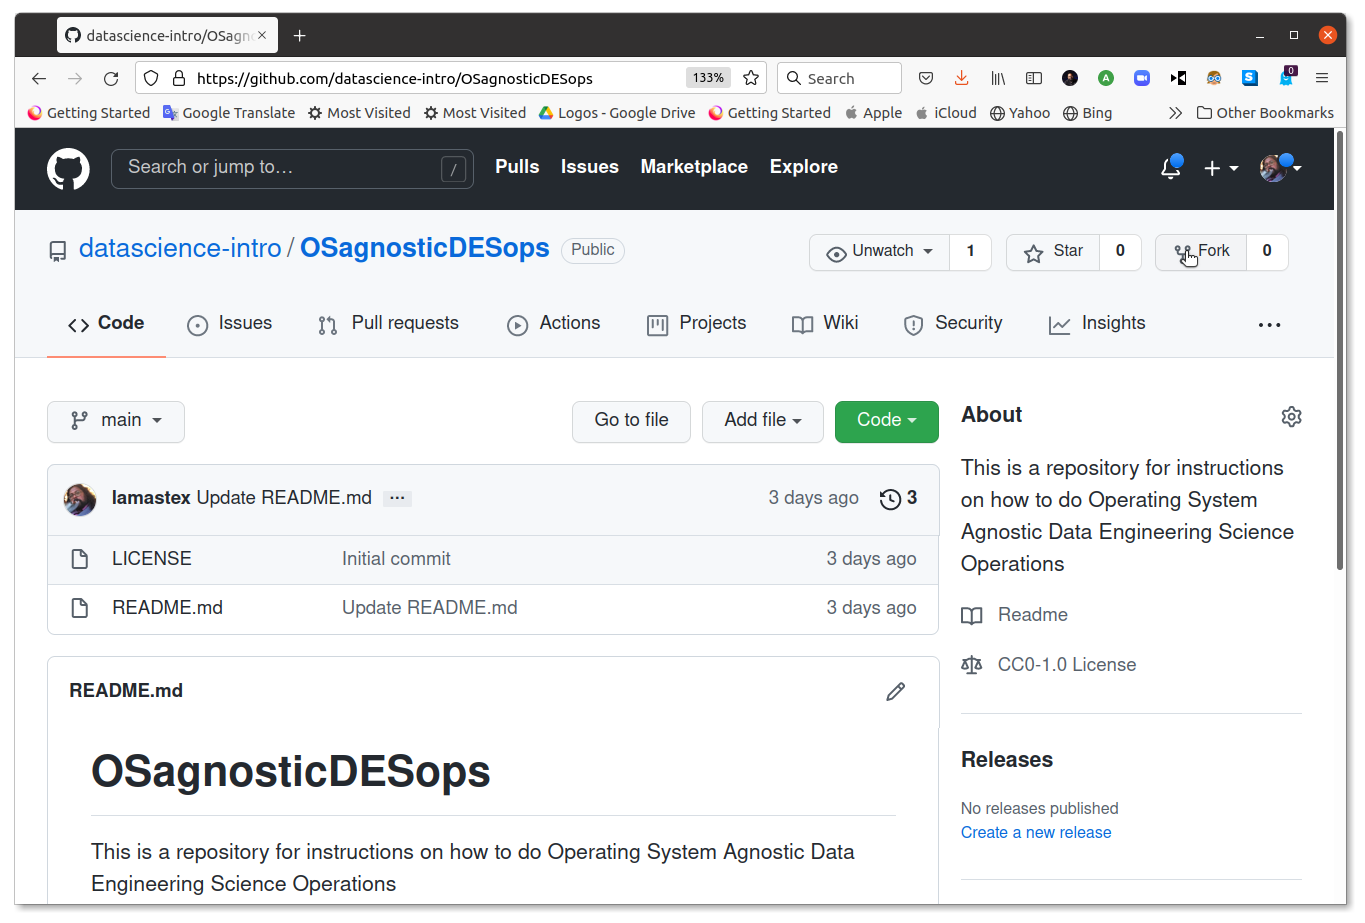 datascience-intro/OSagn
https://github.com/datascience-intro/OSagnosticDESops 133% Search 0
Getting Started Google Translate Most Visited Most Visited Logos - Google Drive Getting Started Apple iCloud Yahoo Bing Other Bookmarks
Search or jump to… / Pulls Issues Marketplace Explore
datascience-intro / OSagnosticDESops Public Unwatch 1 Star 0 Fork 0
Code Issues Pull requests Actions Projects Wiki Security Insights
main Go to file Add file Code
About
This is a repository for instructions
on how to do Operating System
Agnostic Data Engineering Science
Operations
Readme
CC0-1.0 License
lamastex Update README.md 3 days ago 3
LICENSE Initial commit 3 days ago
README.md Update README.md 3 days ago
README.md
OSagnosticDESops
This is a repository for instructions on how to do Operating System Agnostic Data
Engineering Science Operations
Releases
No releases published
Create a new release